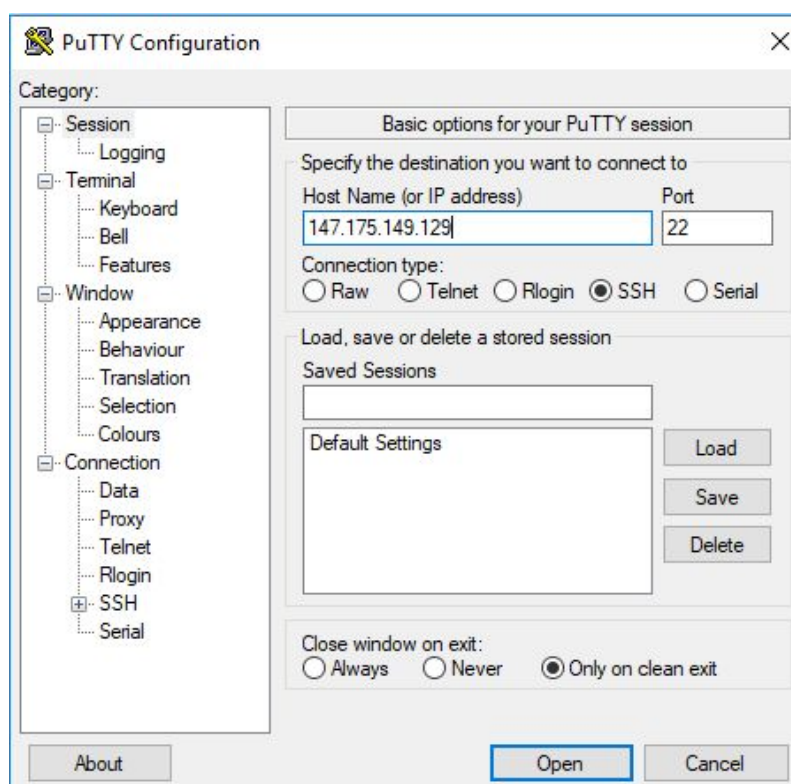 PuTTY Configuration
Category:
Session
Logging
Terminal
Keyboard
Bell
Features
Window
Appearance
Behaviour
Translation
Selection
Colours
Connection
Data
Proxy
Telnet
Rlogin
SSH
Serial
Basic options for your PuTTY session
Specify the destination you want to connect to
Host Name (or IP address) Port
147.175.149.129 22
Connection type:
Raw Telnet Rlogin SSH Serial
Load, save or delete a stored session
Saved Sessions
Default Settings
Load
Save
Delete
Close window on exit:
Always Never Only on clean exit
About Open Cancel